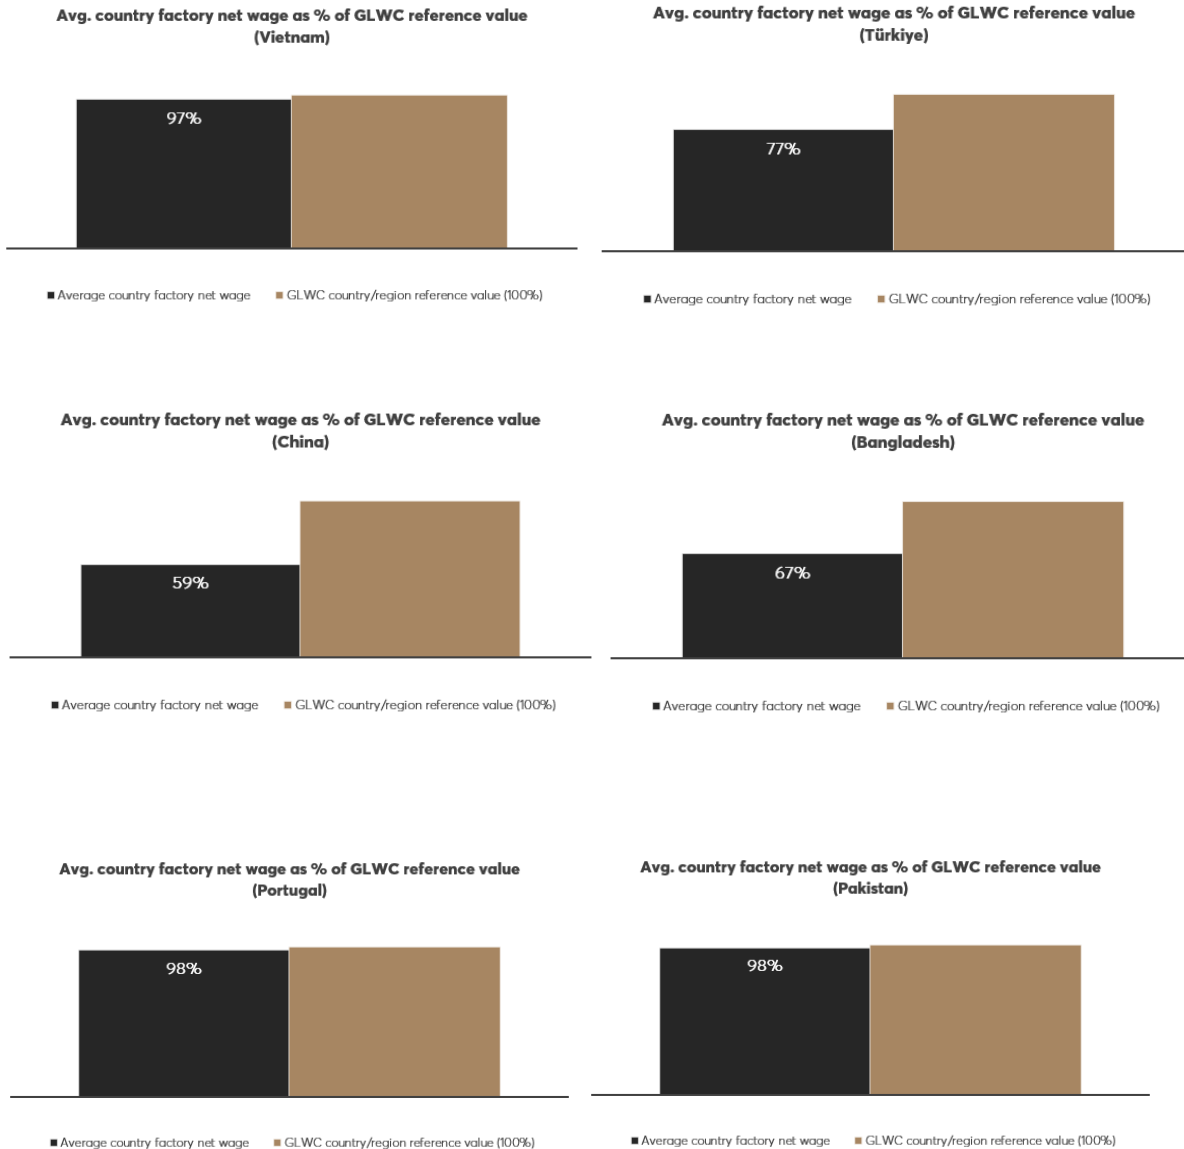 Avg. country factory net wage as % of GLWC reference value
(Vietnam)
97%
■ Average country factory net wage ■ GLWC country/region reference value (100%)
Avg. country factory net wage as % of GLWC reference value
(Türkiye)
77%
■ Average country factory net wage ■ GLWC country/region reference value (100%)
Avg. country factory net wage as % of GLWC reference value
(China)
59%
■ Average country factory net wage ■ GLWC country/region reference value (100%)
Avg. country factory net wage as % of GLWC reference value
(Bangladesh)
67%
■ Average country factory net wage ■ GLWC country/region reference value (100%)
Avg. country factory net wage as % of GLWC reference value
(Portugal)
98%
■ Average country factory net wage ■ GLWC country/region reference value (100%)
Avg. country factory net wage as % of GLWC reference value
(Pakistan)
98%
■ Average country factory net wage ■ GLWC country/region reference value (100%)